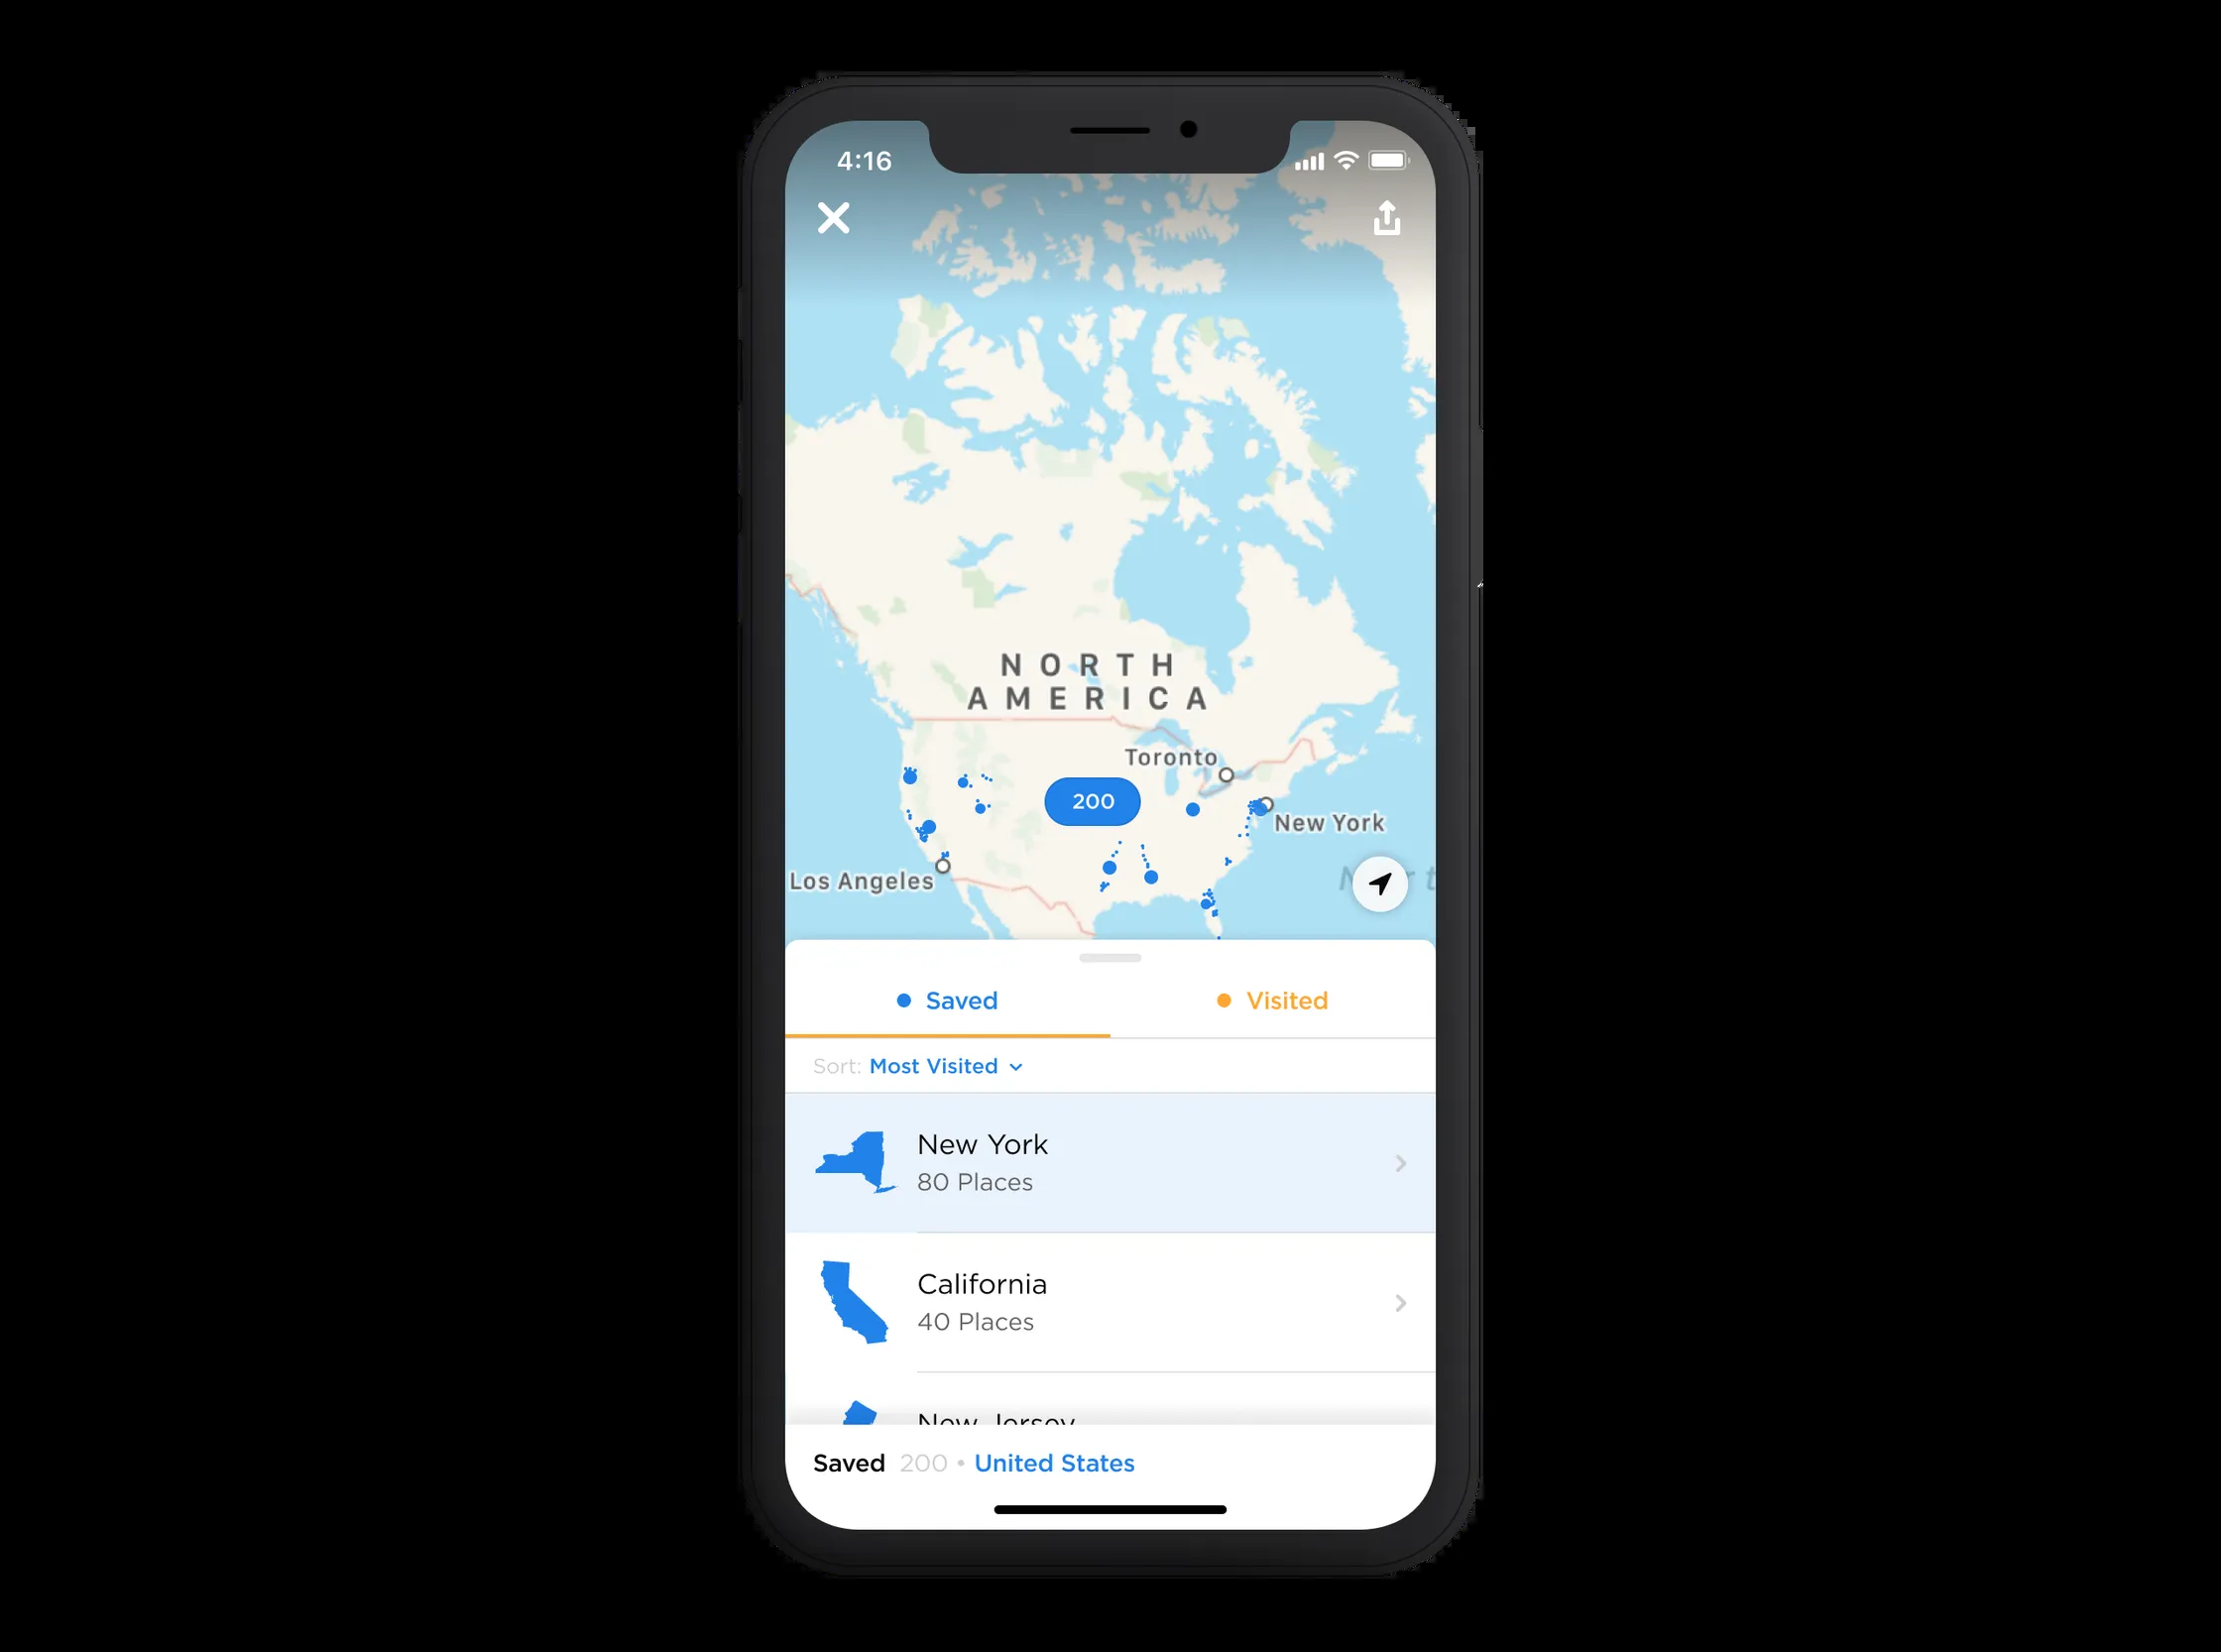 4:16
NORTH
AMERICA
Toronto
200
New York
Los Angeles
Saved
Visited
Sort: Most Visited
New York
80 Places
California
40 Places
New Jersey
Saved 200 • United States